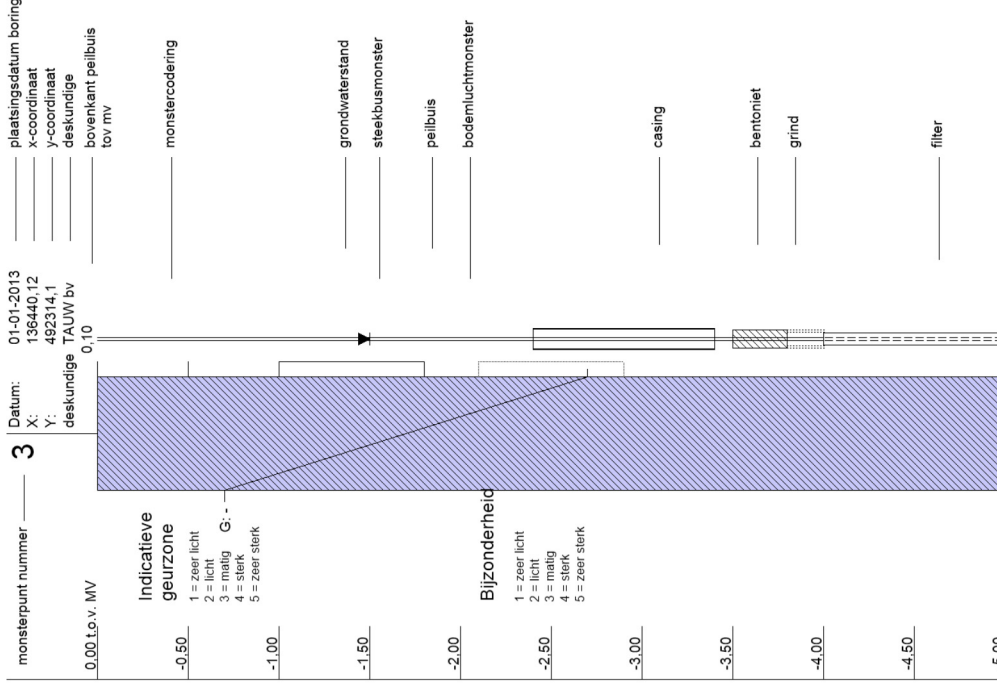 monsterpunt nummer
3
Datum:
01-01-2013
plaatsingsdatum boring
X:
136440,12
x-coordinaat
Y:
492314,1
y-coordinaat
deskundige
TAUW bv
deskundige
0,10
bovenkant peilbuis
tov mv
0.00 t.o.v. MV
-0,50
-1,00
-1,50
-2,00
-2,50
-3,00
-3,50
-4,00
-4,50
Indicatieve
geurzone
G: -
1 = zeer licht
2 = licht
3 = matig
4 = sterk
5 = zeer sterk
Bijzonderheid
1 = zeer licht
2 = licht
3 = matig
4 = sterk
5 = zeer sterk
monstercodering
grondwaterstand
steekbusmonster
peilbuis
bodemluchtmonster
casing
bentoniet
grind
filter